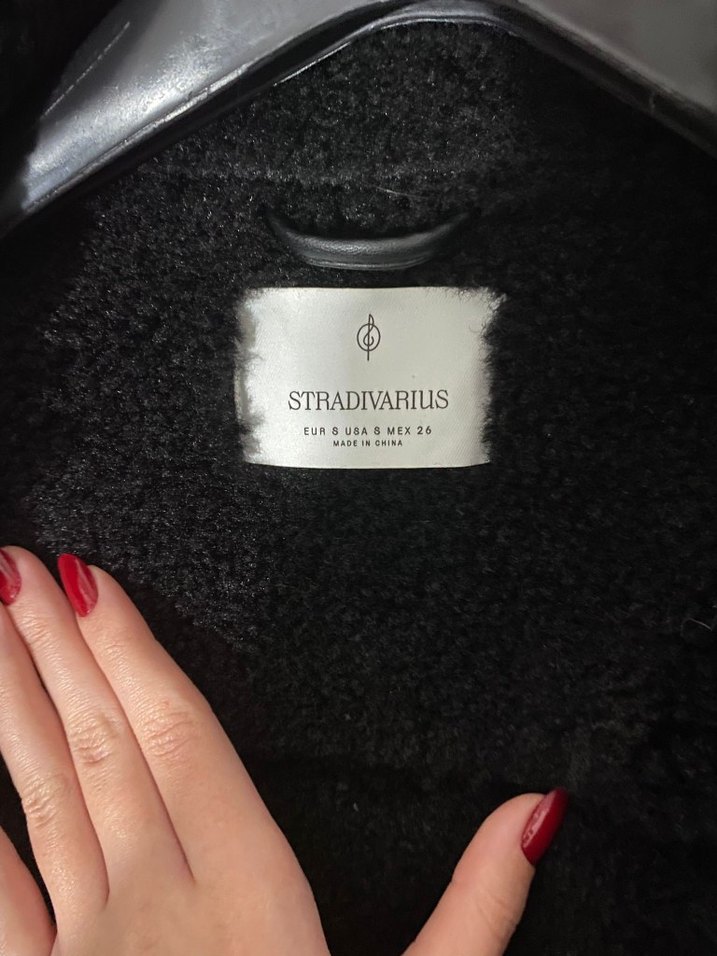 STRADIVARIUS
EUR S USA S MEX 26
MADE IN CHINA